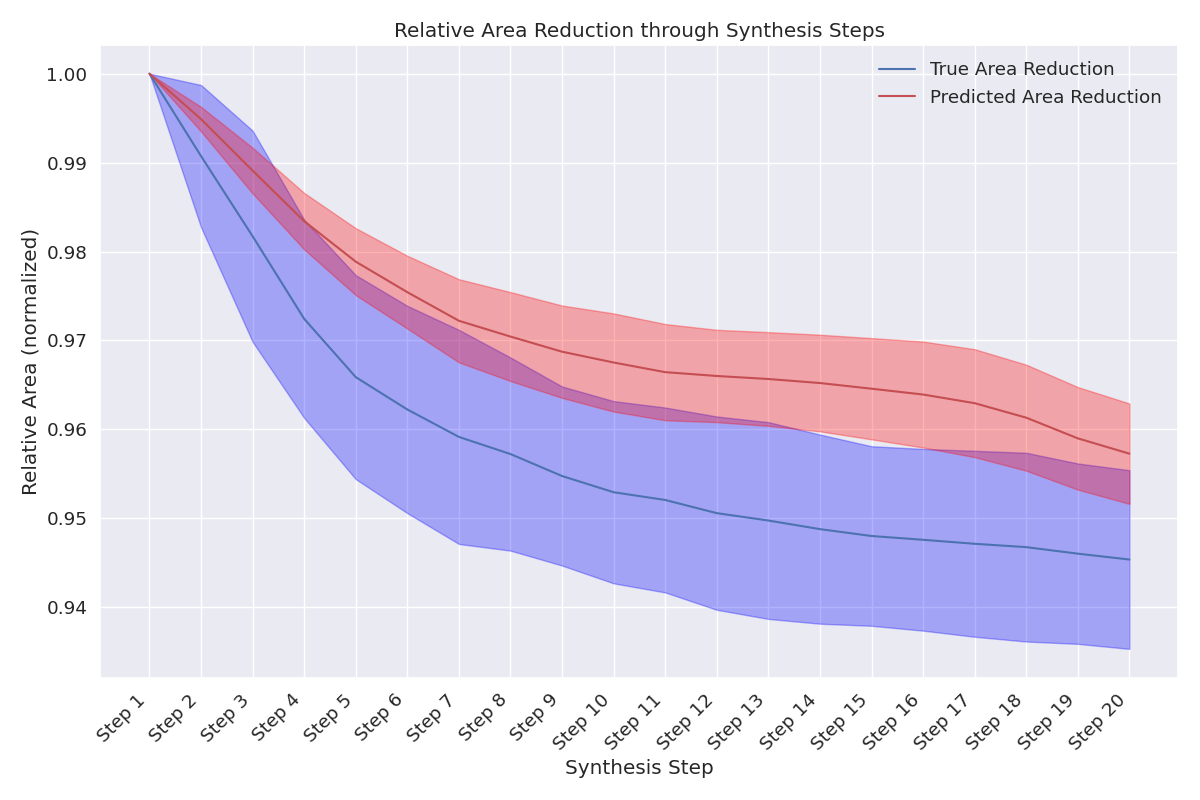 Relative Area Reduction through Synthesis Steps
True Area Reduction
Predicted Area Reduction
Relative Area (normalized)
1.00
0.99
0.98
0.97
0.96
0.95
0.94
Step 1
Step 2
Step 3
Step 4
Step 5
Step 6
Step 7
Step 8
Step 9
Step 10
Step 11
Step 12
Step 13
Step 14
Step 15
Step 16
Step 17
Step 18
Step 19
Step 20
Synthesis Step